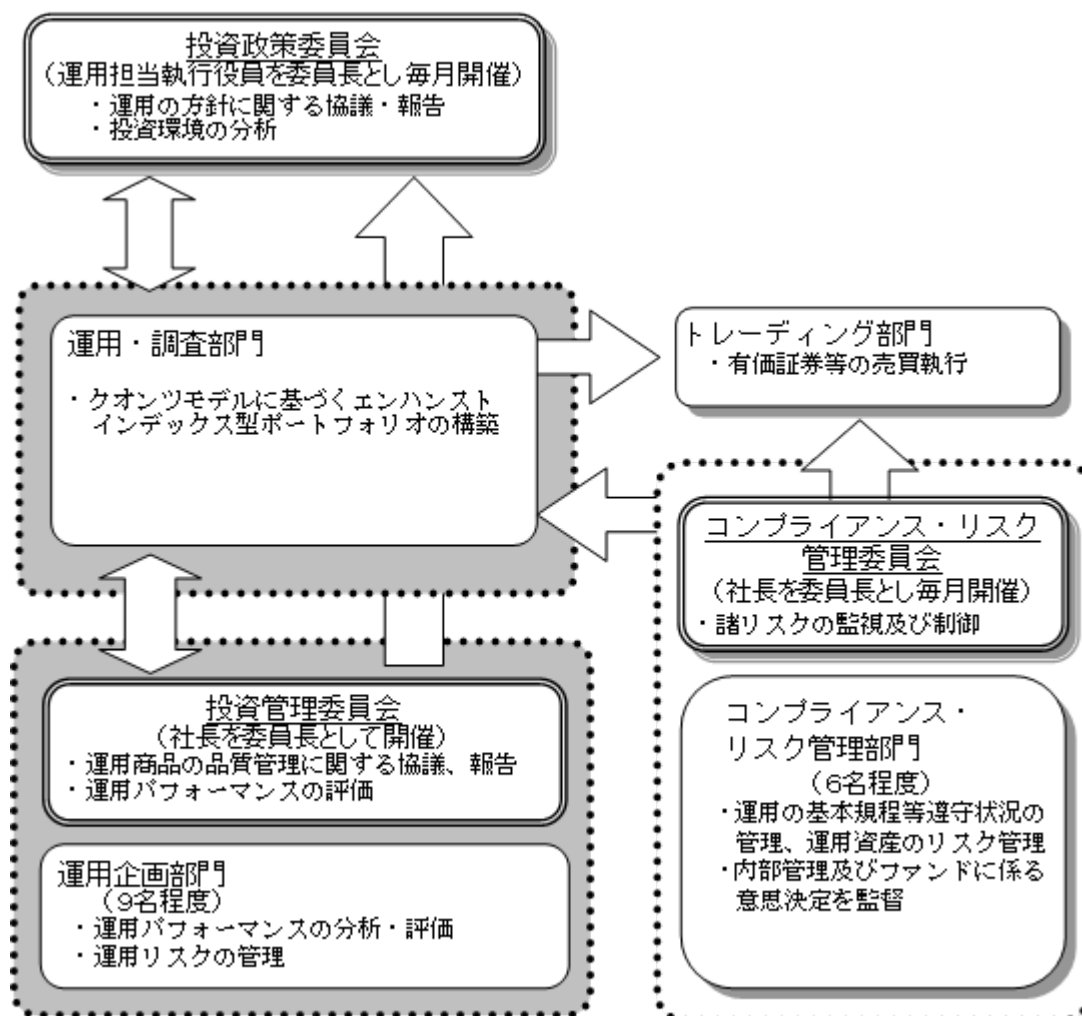 投資政策委員会
(運用担当執行役員を委員長とし毎月開催)
・運用の方針に関する協議・報告
・投資環境の分析
運用・調査部門
・クオンツモデルに基づくエンハンスト
インデックス型ポートフォリオの構築
トレーディング部門
・有価証券等の売買執行
コンプライアンス・リスク
管理委員会
(社長を委員長とし毎月開催)
・諸リスクの監視及び制御
投資管理委員会
(社長を委員長として開催)
・運用商品の品質管理に関する協議、報告
・運用パフォーマンスの評価
運用企画部門
(9名程度)
・運用パフォーマンスの分析・評価
・運用リスクの管理
コンプライアンス・
リスク管理部門
(6名程度)
・運用の基本規程等遵守状況の
管理、運用資産のリスク管理
・内部管理及びファンドに係る
意思決定を監督